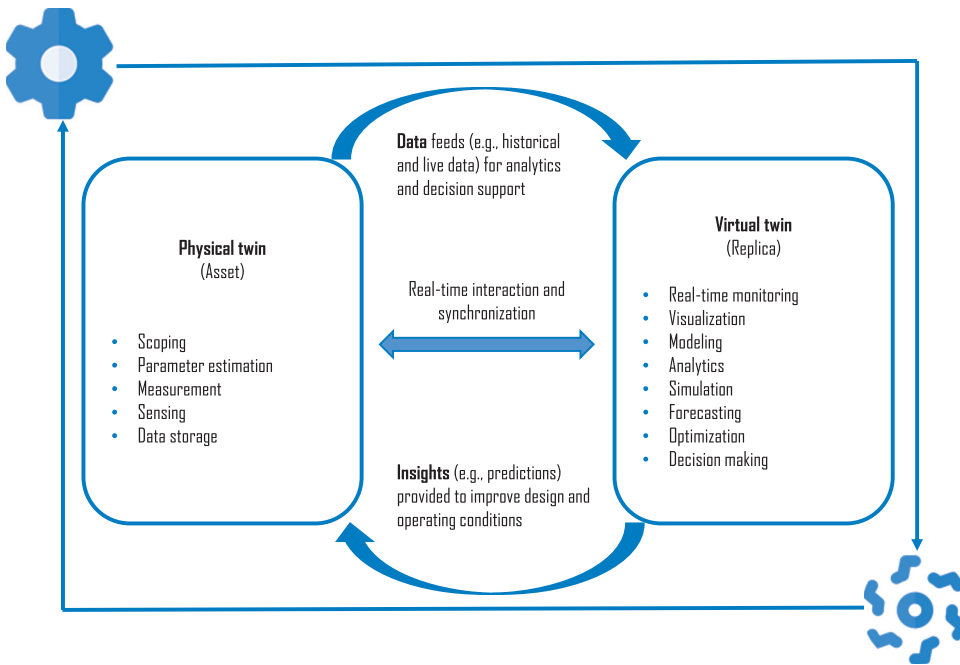 Data feeds (e.g., historical
and live data) for analytics
and decision support
Physical twin
(Asset)
• Scoping
• Parameter estimation
• Measurement
• Sensing
• Data storage
Real-time interaction and
synchronization
Insights (e.g., predictions)
provided to improve design and
operating conditions
Virtual twin
(Replica)
• Real-time monitoring
• Visualization
• Modeling
• Analytics
• Simulation
• Forecasting
• Optimization
• Decision making